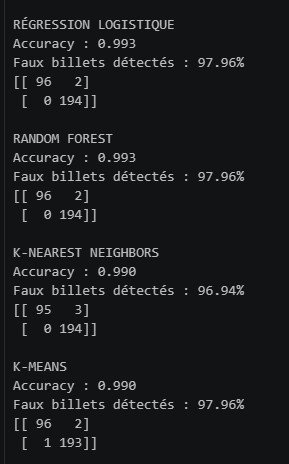 RÉGRESSION LOGISTIQUE
Accuracy : 0.993
Faux billets détectés : 97.96%
[[ 96   2]
 [  0 194]]

RANDOM FOREST
Accuracy : 0.993
Faux billets détectés : 97.96%
[[ 96   2]
 [  0 194]]

K-NEAREST NEIGHBORS
Accuracy : 0.990
Faux billets détectés : 96.94%
[[ 95   3]
 [  0 194]]

K-MEANS
Accuracy : 0.990
Faux billets détectés : 97.96%
[[ 96   2]
 [  1 193]]